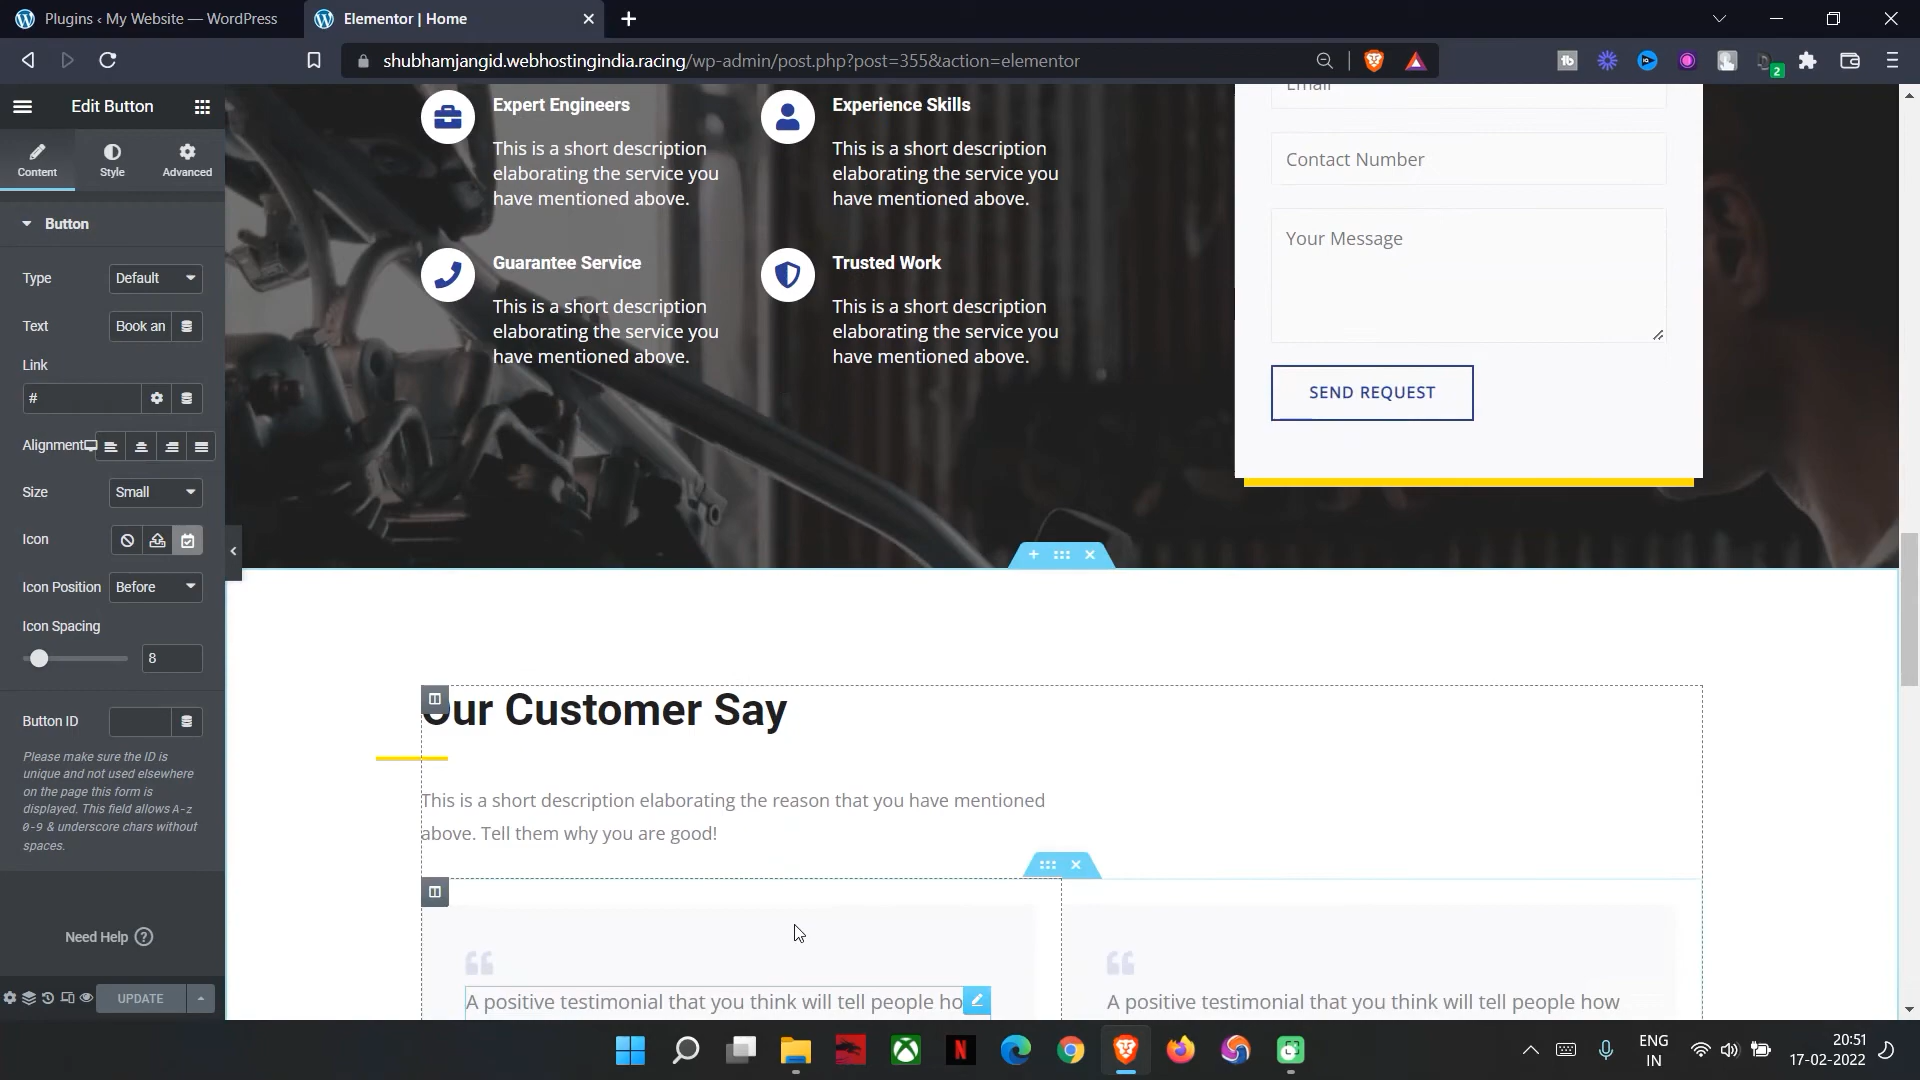 Plugins ‹ My Website — WordPress
Elementor | Home
shubhamjangid.webhostingindia.racing/wp-admin/post.php?post=355&action=elementor
2
Edit Button
Content
Style
Advanced
Button
Type
Default
Text
Book an
Link
#
Alignment
Size
Small
Icon
Icon Position
Before
Icon Spacing
8
Button ID
Please make sure the ID is
unique and not used elsewhere
on the page this form is
displayed. This field allows A-z
0-9 & underscore chars without
spaces.
Need Help ?
UPDATE
Expert Engineers
This is a short description
elaborating the service you
have mentioned above.
Experience Skills
This is a short description
elaborating the service you
have mentioned above.
Guarantee Service
This is a short description
elaborating the service you
have mentioned above.
Trusted Work
This is a short description
elaborating the service you
have mentioned above.
Email
Contact Number
Your Message
SEND REQUEST
Our Customer Say
This is a short description elaborating the reason that you have mentioned
above. Tell them why you are good!
A positive testimonial that you think will tell people ho
A positive testimonial that you think will tell people how
ENG
IN
20:51
17-02-2022